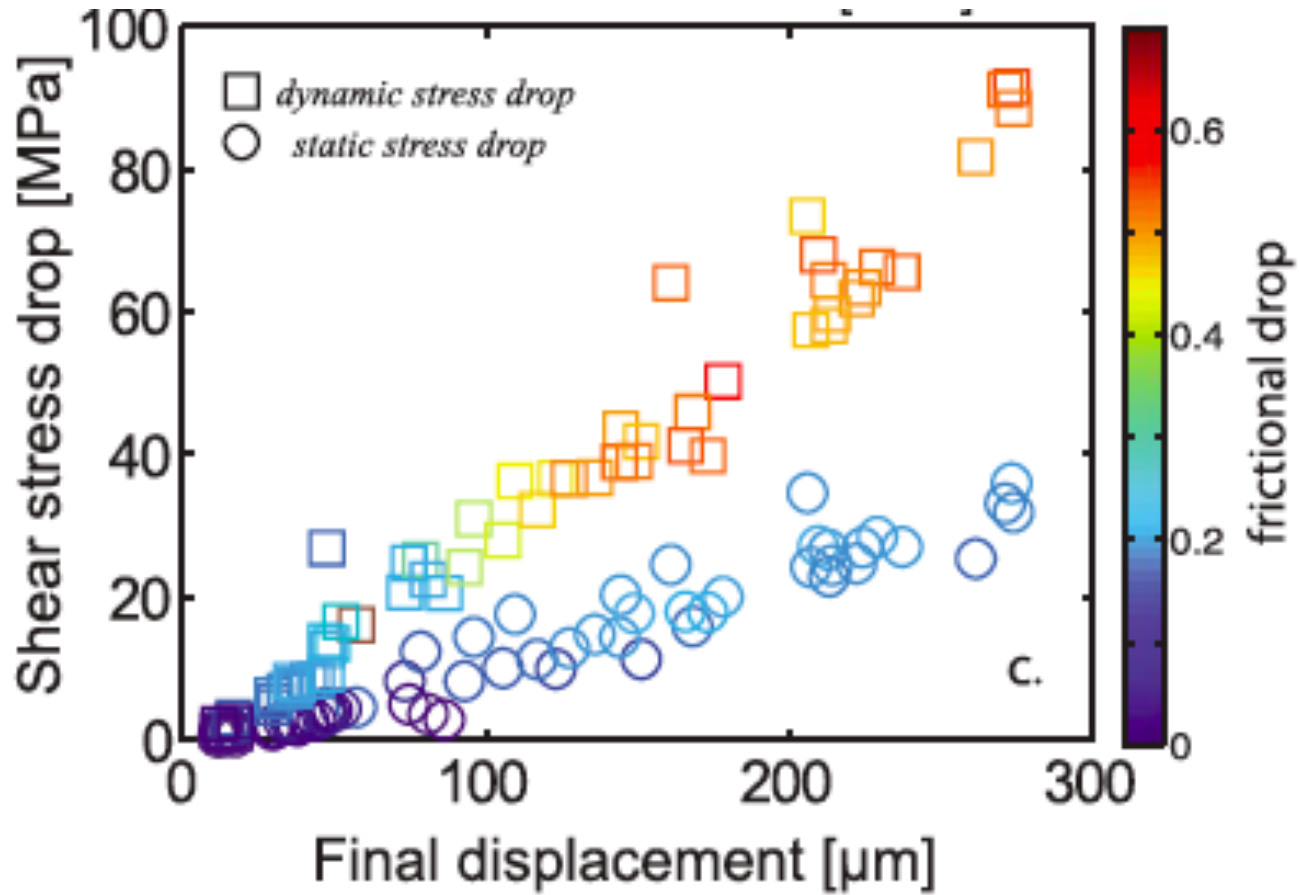 100
80
60
40
20
0
Shear stress drop [MPa]
dynamic stress drop
static stress drop
C.
0 100 200 300
Final displacement [µm]
0.6
0.4
0.2
0
frictional drop